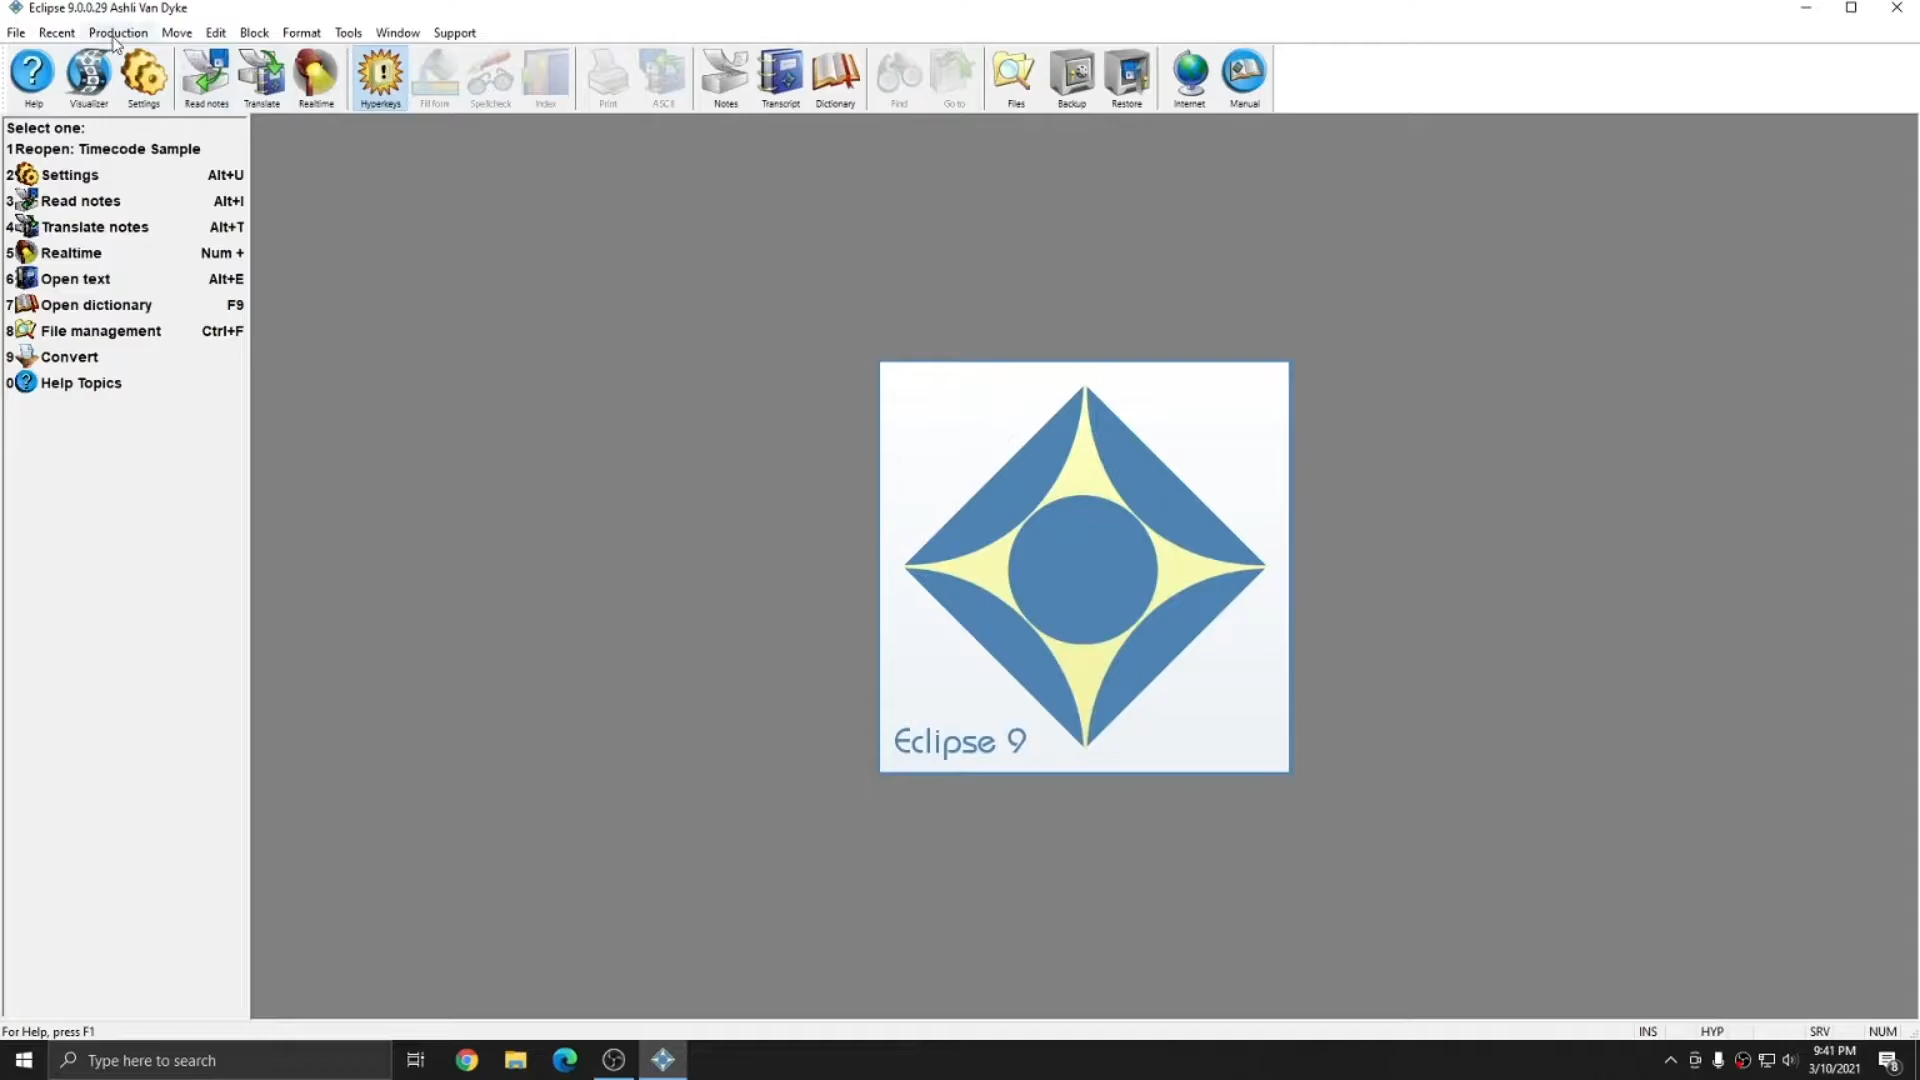 Eclipse 9.0.0.29 Ashli Van Dyke
File Recent Production Move Edit Block Format Tools Window Support
Help Visualizer Settings Read notes Translate Realtime Hyperkeys Fill form Spellcheck Index Print ASCII Notes Transcript Dictionary Find Go to Files Backup Restore Internet Manual
Select one:
1Reopen: Timecode Sample
2 Settings Alt+U
3 Read notes Alt+I
4 Translate notes Alt+T
5 Realtime Num +
6 Open text Alt+E
7 Open dictionary F9
8 File management Ctrl+F
9 Convert
0 Help Topics
Eclipse 9
For Help, press F1 INS HYP SRV NUM
Type here to search
9:41 PM
3/10/2021
8